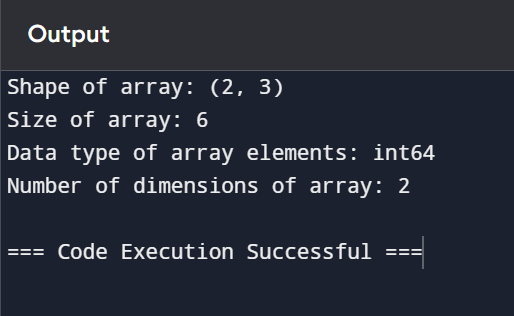 Output
Shape of array: (2, 3)
Size of array: 6
Data type of array elements: int64
Number of dimensions of array: 2
=== Code Execution Successful ===